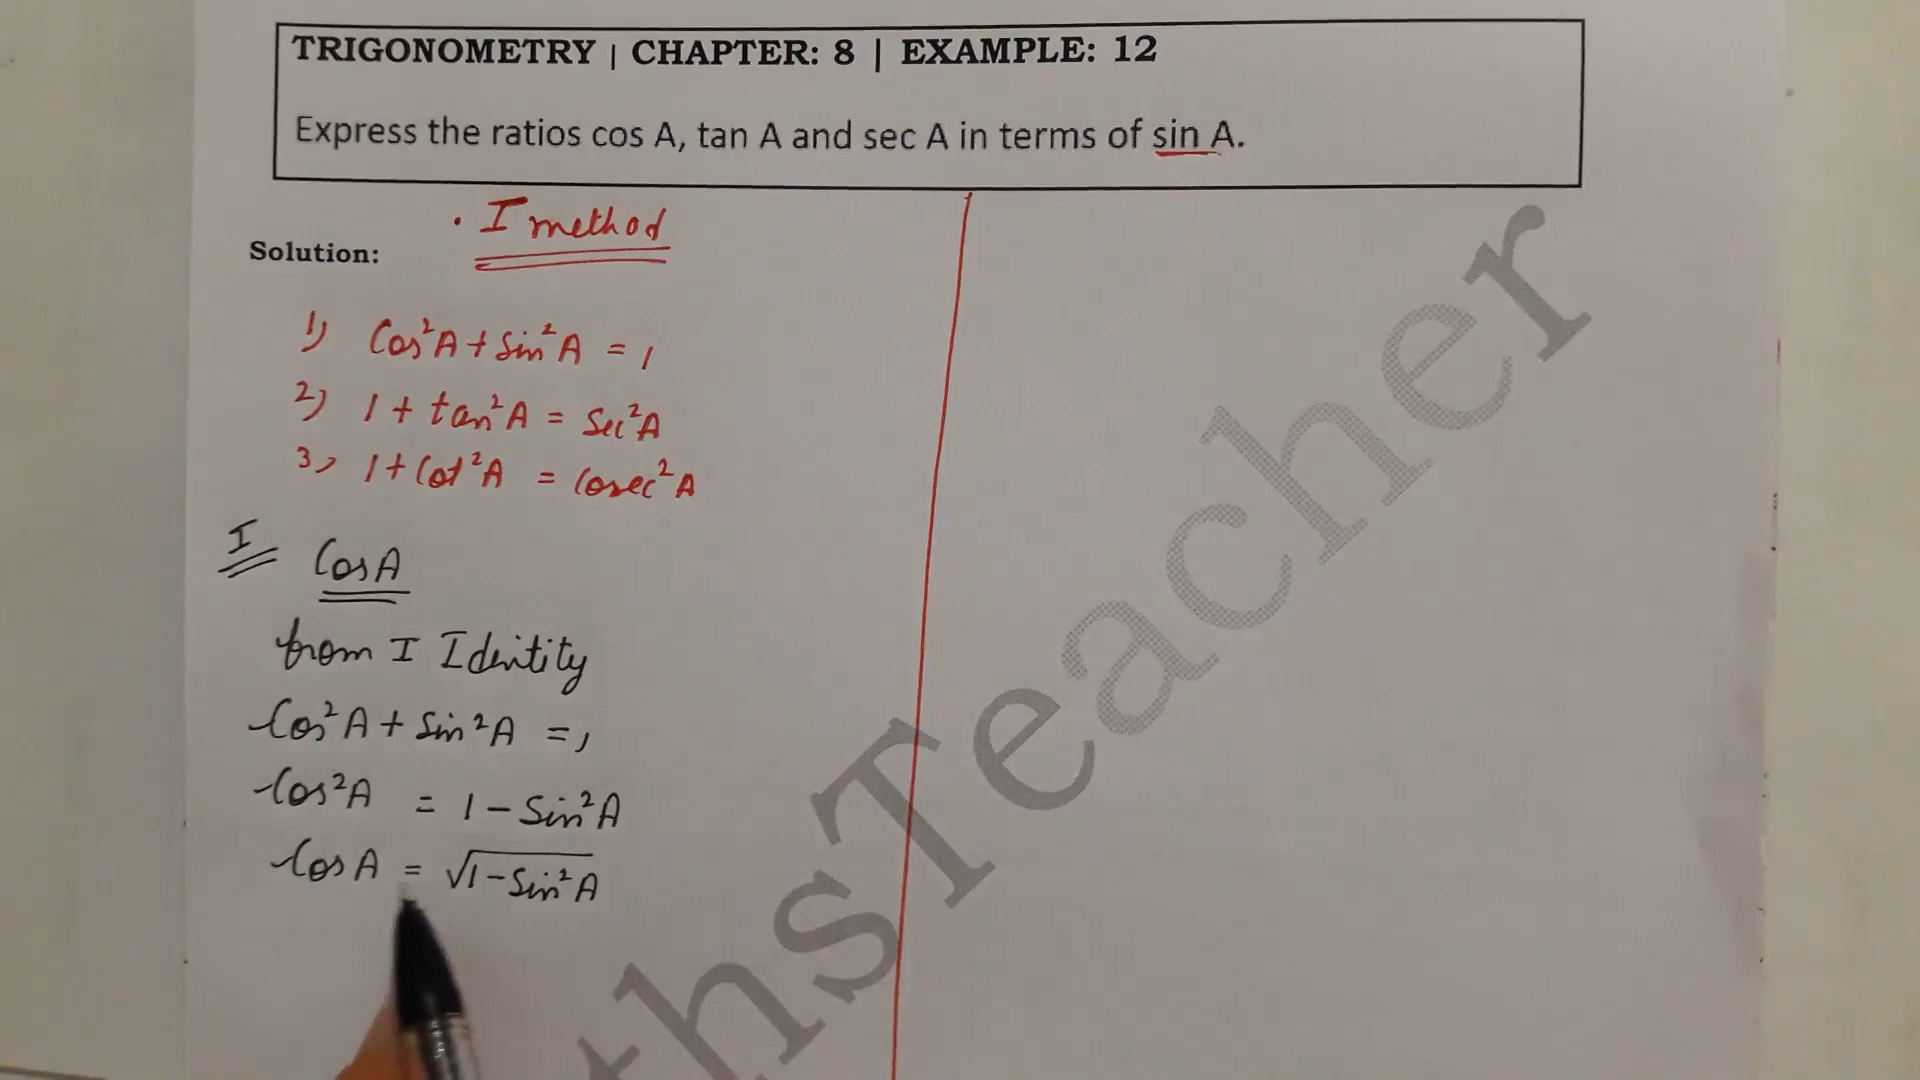 TRIGONOMETRY | CHAPTER: 8 | EXAMPLE: 12
Express the ratios cos A, tan A and sec A in terms of sin A.
. I method
Solution:
1) Cos²A + Sin²A = 1
2) 1 + tan²A = Sec²A
3) 1 + Cot²A = Cosec²A
I CosA
from I Identity
Cos²A + Sin²A = 1
Cos²A = 1 - Sin²A
Cos A = √1 - Sin²A
thsTeacher